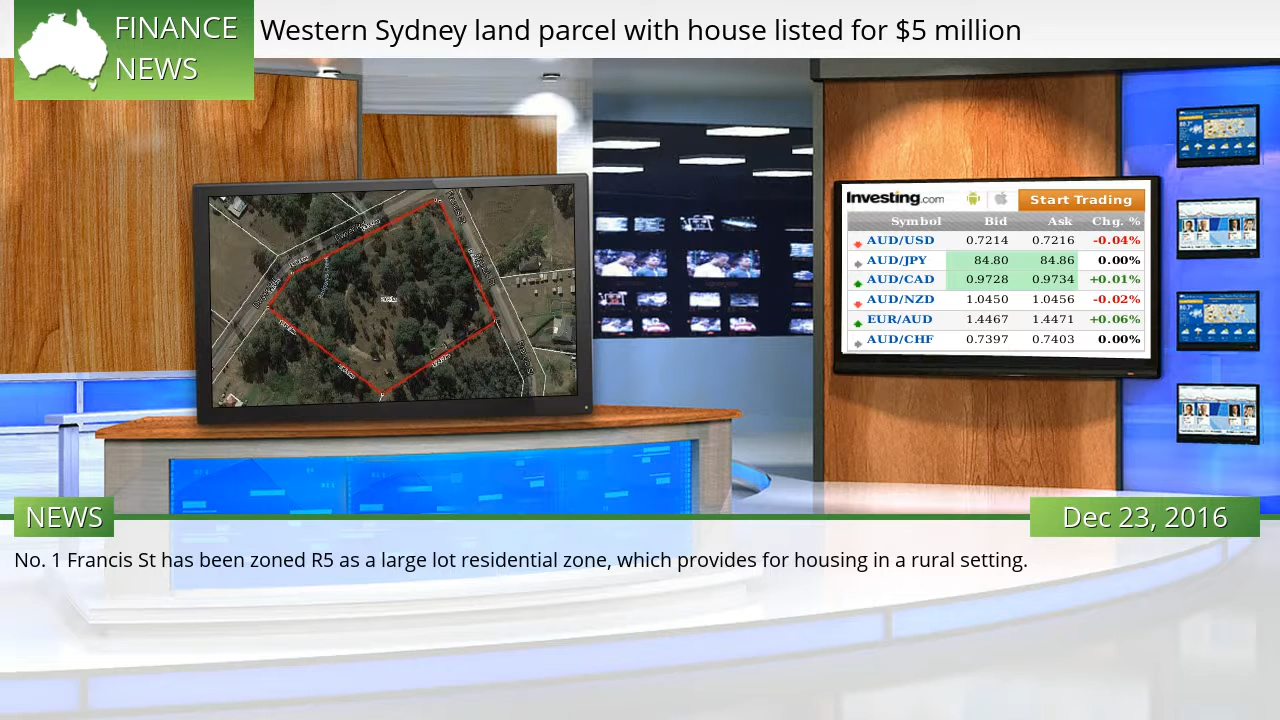 FINANCE
NEWS
Western Sydney land parcel with house listed for $5 million
Investing.com
Start Trading
Symbol Bid Ask Chg. %
AUD/USD 0.7214 0.7216 -0.04%
AUD/JPY 84.80 84.86 0.00%
AUD/CAD 0.9728 0.9734 +0.01%
AUD/NZD 1.0450 1.0456 -0.02%
EUR/AUD 1.4467 1.4471 +0.06%
AUD/CHF 0.7397 0.7403 0.00%
NEWS
Dec 23, 2016
No. 1 Francis St has been zoned R5 as a large lot residential zone, which provides for housing in a rural setting.